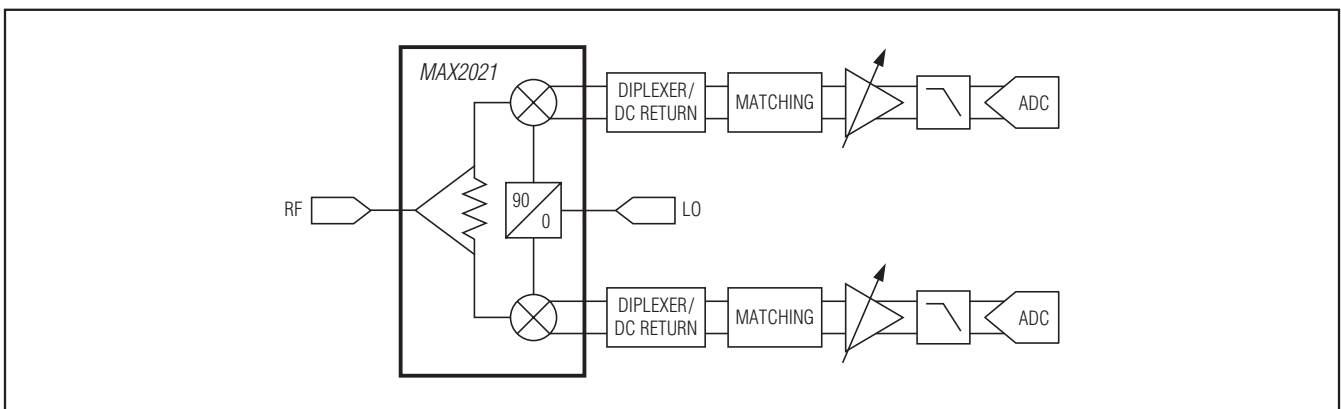 MAX2021
DIPLEXER/
DC RETURN
MATCHING
ADC
RF
90
0
LO
DIPLEXER/
DC RETURN
MATCHING
ADC